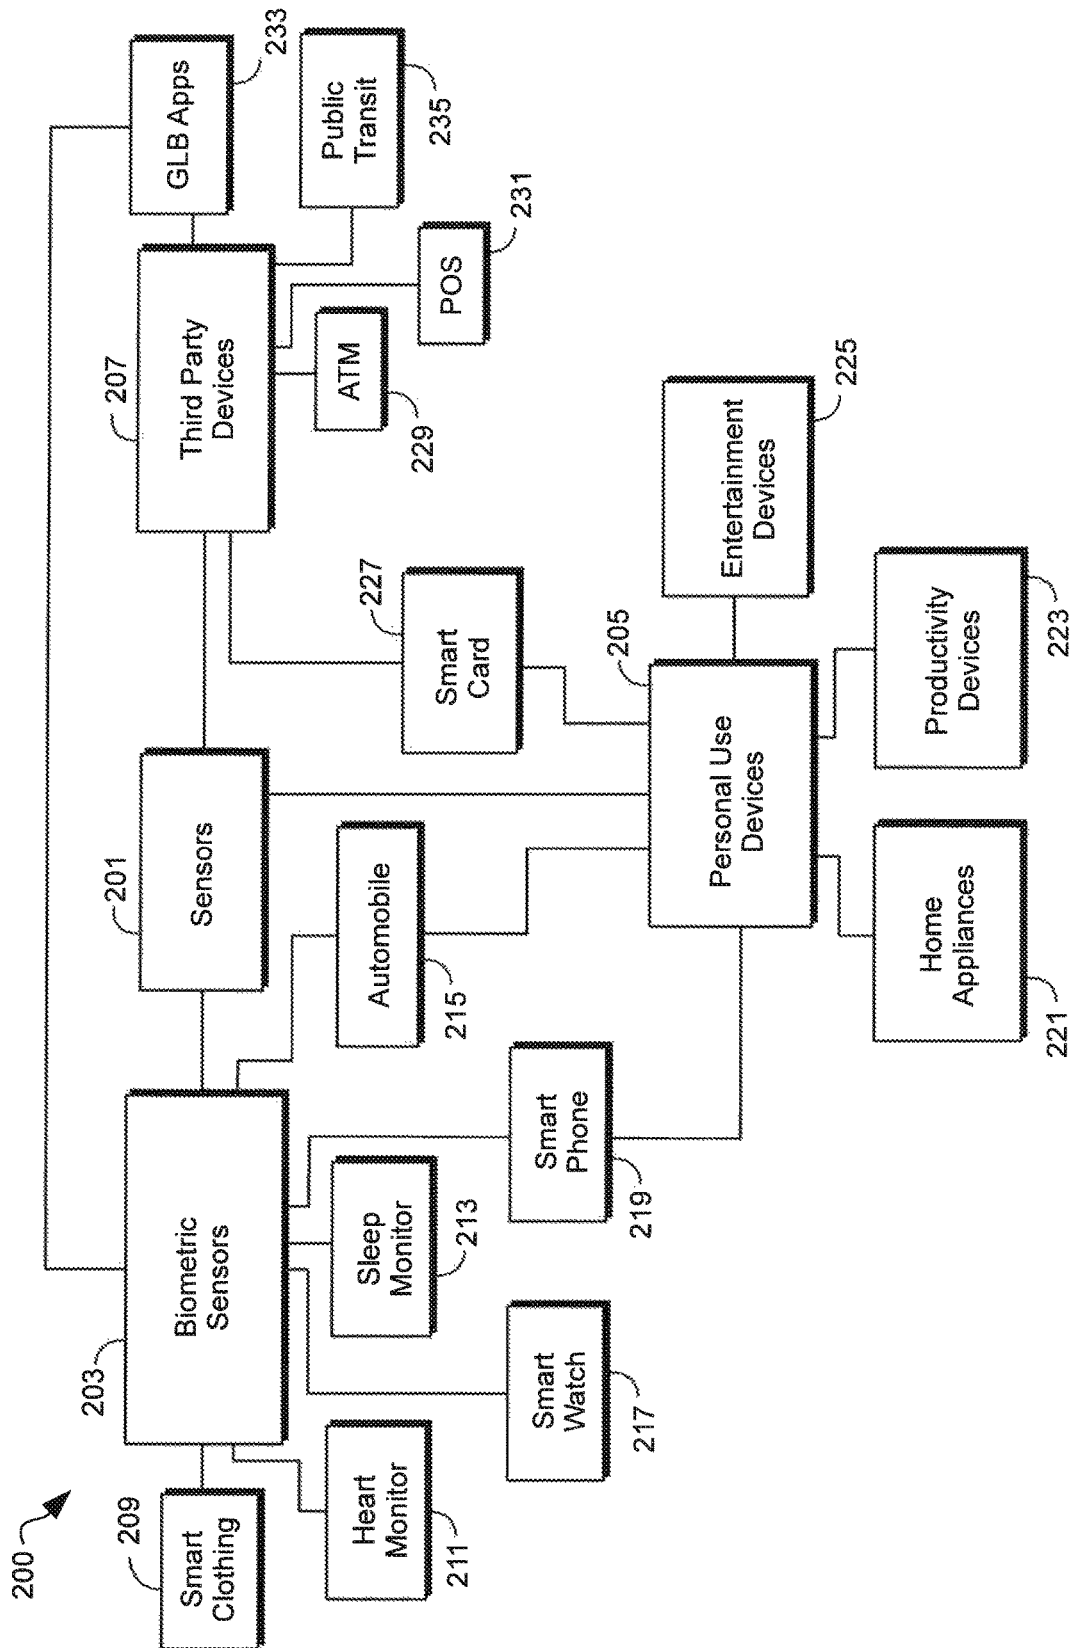 200
203
Biometric
Sensors
209
Smart
Clothing
211
Heart
Monitor
217
Smart
Watch
213
Sleep
Monitor
219
Smart
Phone
201
Sensors
215
Automobile
227
Smart
Card
207
Third Party
Devices
229
ATM
231
POS
GLB Apps
233
Public
Transit
235
205
Personal Use
Devices
221
Home
Appliances
223
Productivity
Devices
225
Entertainment
Devices